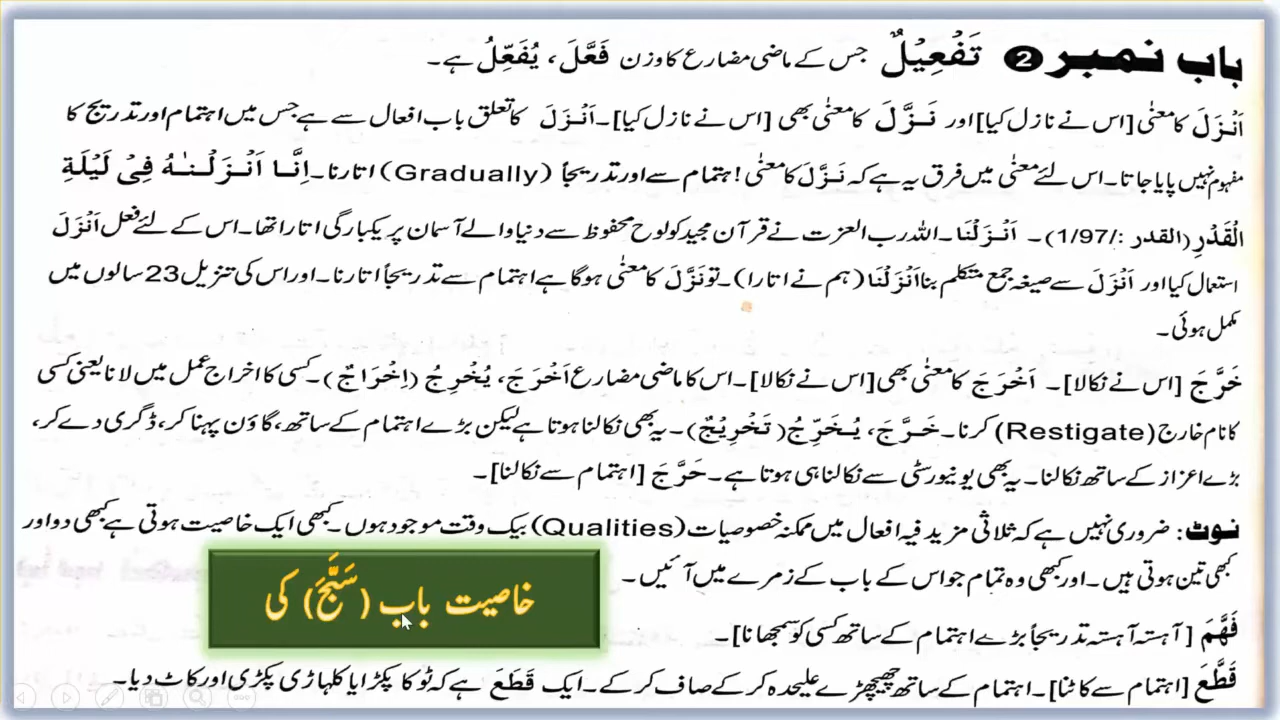 باب نمبر 2 تَفْعِيْلٌ جس کے ماضی مضارع کا وزن فَعَّلَ، يُفَعِّلُ ہے۔
اَنْزَلَ کا معنٰی [اس نے نازل کیا] اور نَزَّلَ کا معنٰی بھی [اس نے نازل کیا]۔ اَنْزَلَ کا تعلق باب افعال سے ہے جس میں اہتمام اور تدریج کا
مفہوم نہیں پایا جاتا۔ اس لئے معنٰی میں فرق یہ ہے کہ نَزَّلَ کا معنٰی! ہتمام سے اور تدریجاً (Gradually) اتارنا۔ اِنَّا اَنْزَلْنٰهُ فِىْ لَيْلَةِ
الْقَدْرِ (القدر :/1/97)۔ اَنْزَلْنَا۔ اللہ رب العزت نے قرآن مجید کو لوح محفوظ سے دنیا والے آسمان پر یکبارگی اتارا تھا۔ اس کے لئے فعل اَنْزَلَ
استعمال کیا اور اَنْزَلَ سے صیغہ جمع متکلم بنا اَنْزَلْنَا (ہم نے اتارا)۔ تو نَزَّلَ کا معنٰی ہوگا ہے اہتمام سے تدریجاً اتارنا۔ اور اس کی تنزیل 23 سالوں میں
مکمل ہوئی۔
خَرَّجَ [اس نے نکالا]۔ اَخْرَجَ کا معنٰی بھی [اس نے نکالا]۔ اس کا ماضی مضارع اَخْرَجَ، يُخْرِجُ (اِخْرَاجٌ)۔ کسی کا اخراج عمل میں لانا یعنی کسی
کا نام خارج (Restigate) کرنا۔ خَرَّجَ، يُخَرِّجُ (تَخْرِيْجٌ)۔ یہ بھی نکالنا ہوتا ہے لیکن بڑے اہتمام کے ساتھ، گاؤن پہنا کر، ڈگری دے کر،
بڑے اعزاز کے ساتھ نکالنا۔ یہ بھی یونیورسٹی سے نکالنا ہی ہوتا ہے۔ خَرَّجَ [اہتمام سے نکالنا]۔
نوٹ: ضروری نہیں ہے کہ ثلاثی مزید فیہ افعال میں ممکنہ خصوصیات (Qualities) بیک وقت موجود ہوں۔ کبھی ایک خاصیت ہوتی ہے کبھی دو اور
کبھی تین ہوتی ہیں۔ اور کبھی وہ تمام جو اس کے باب کے زمرے میں آئیں۔
خاصیت باب (سَبَّحَ) کی
فَهَّمَ [آہستہ آہستہ تدریجاً بڑے اہتمام کے ساتھ کسی کو سمجھانا]۔
قَطَّعَ [اہتمام سے کاٹنا]۔ اہتمام کے ساتھ چھیچھڑے علیحدہ کر کے صاف کر کے۔ ایک قَطَعَ ہے کہ ٹوکا پکڑا یا کلہاڑی پکڑی اور کاٹ دیا۔